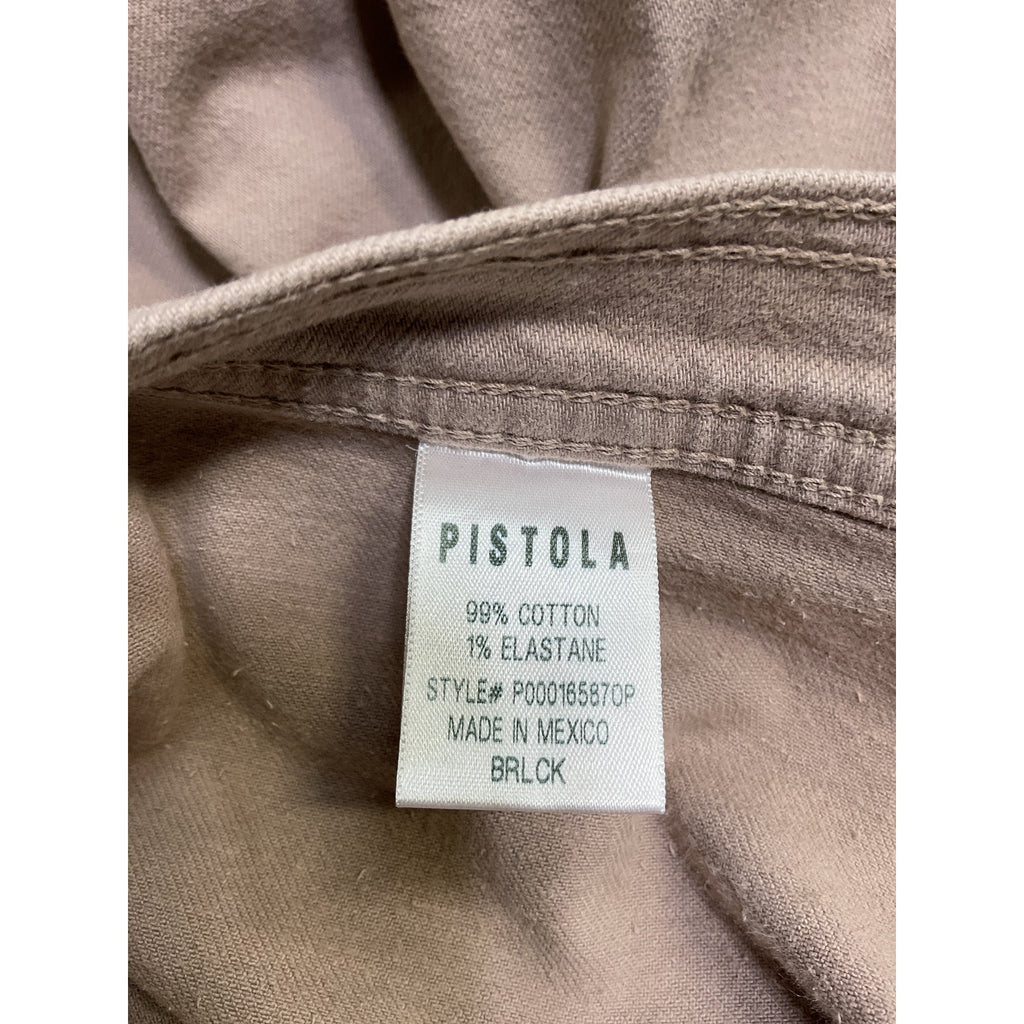 PISTOLA
99% COTTON
1% ELASTANE
STYLE# P00016587OP
MADE IN MEXICO
BRLCK